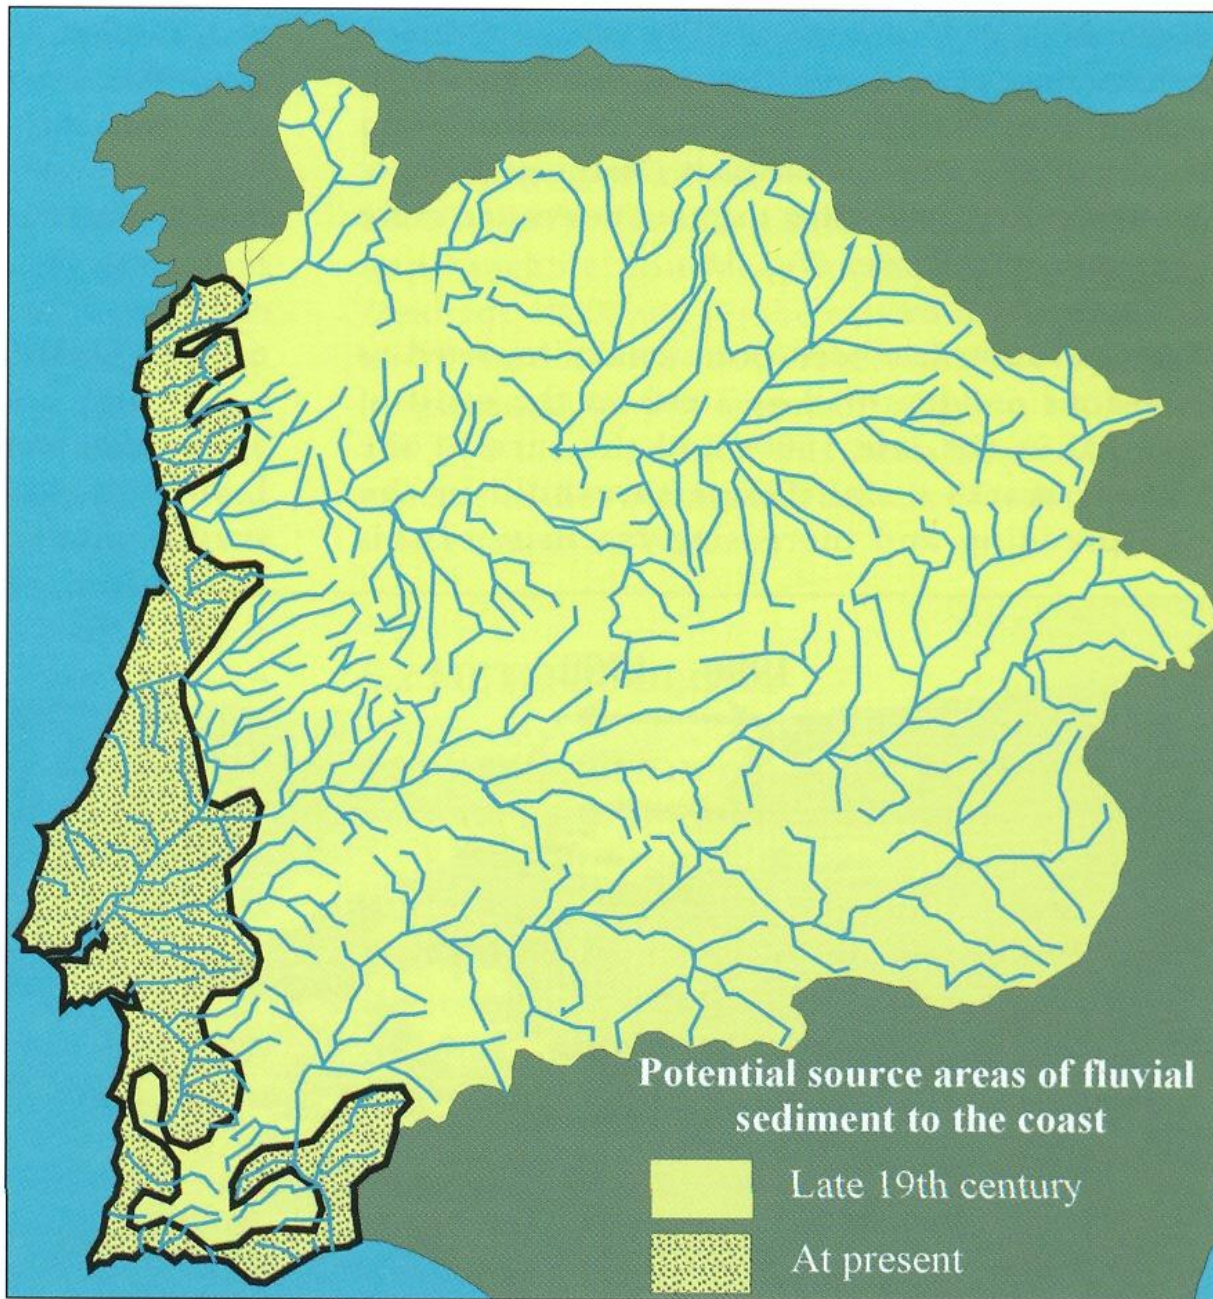 Potential source areas of fluvial
sediment to the coast
Late 19th century
At present